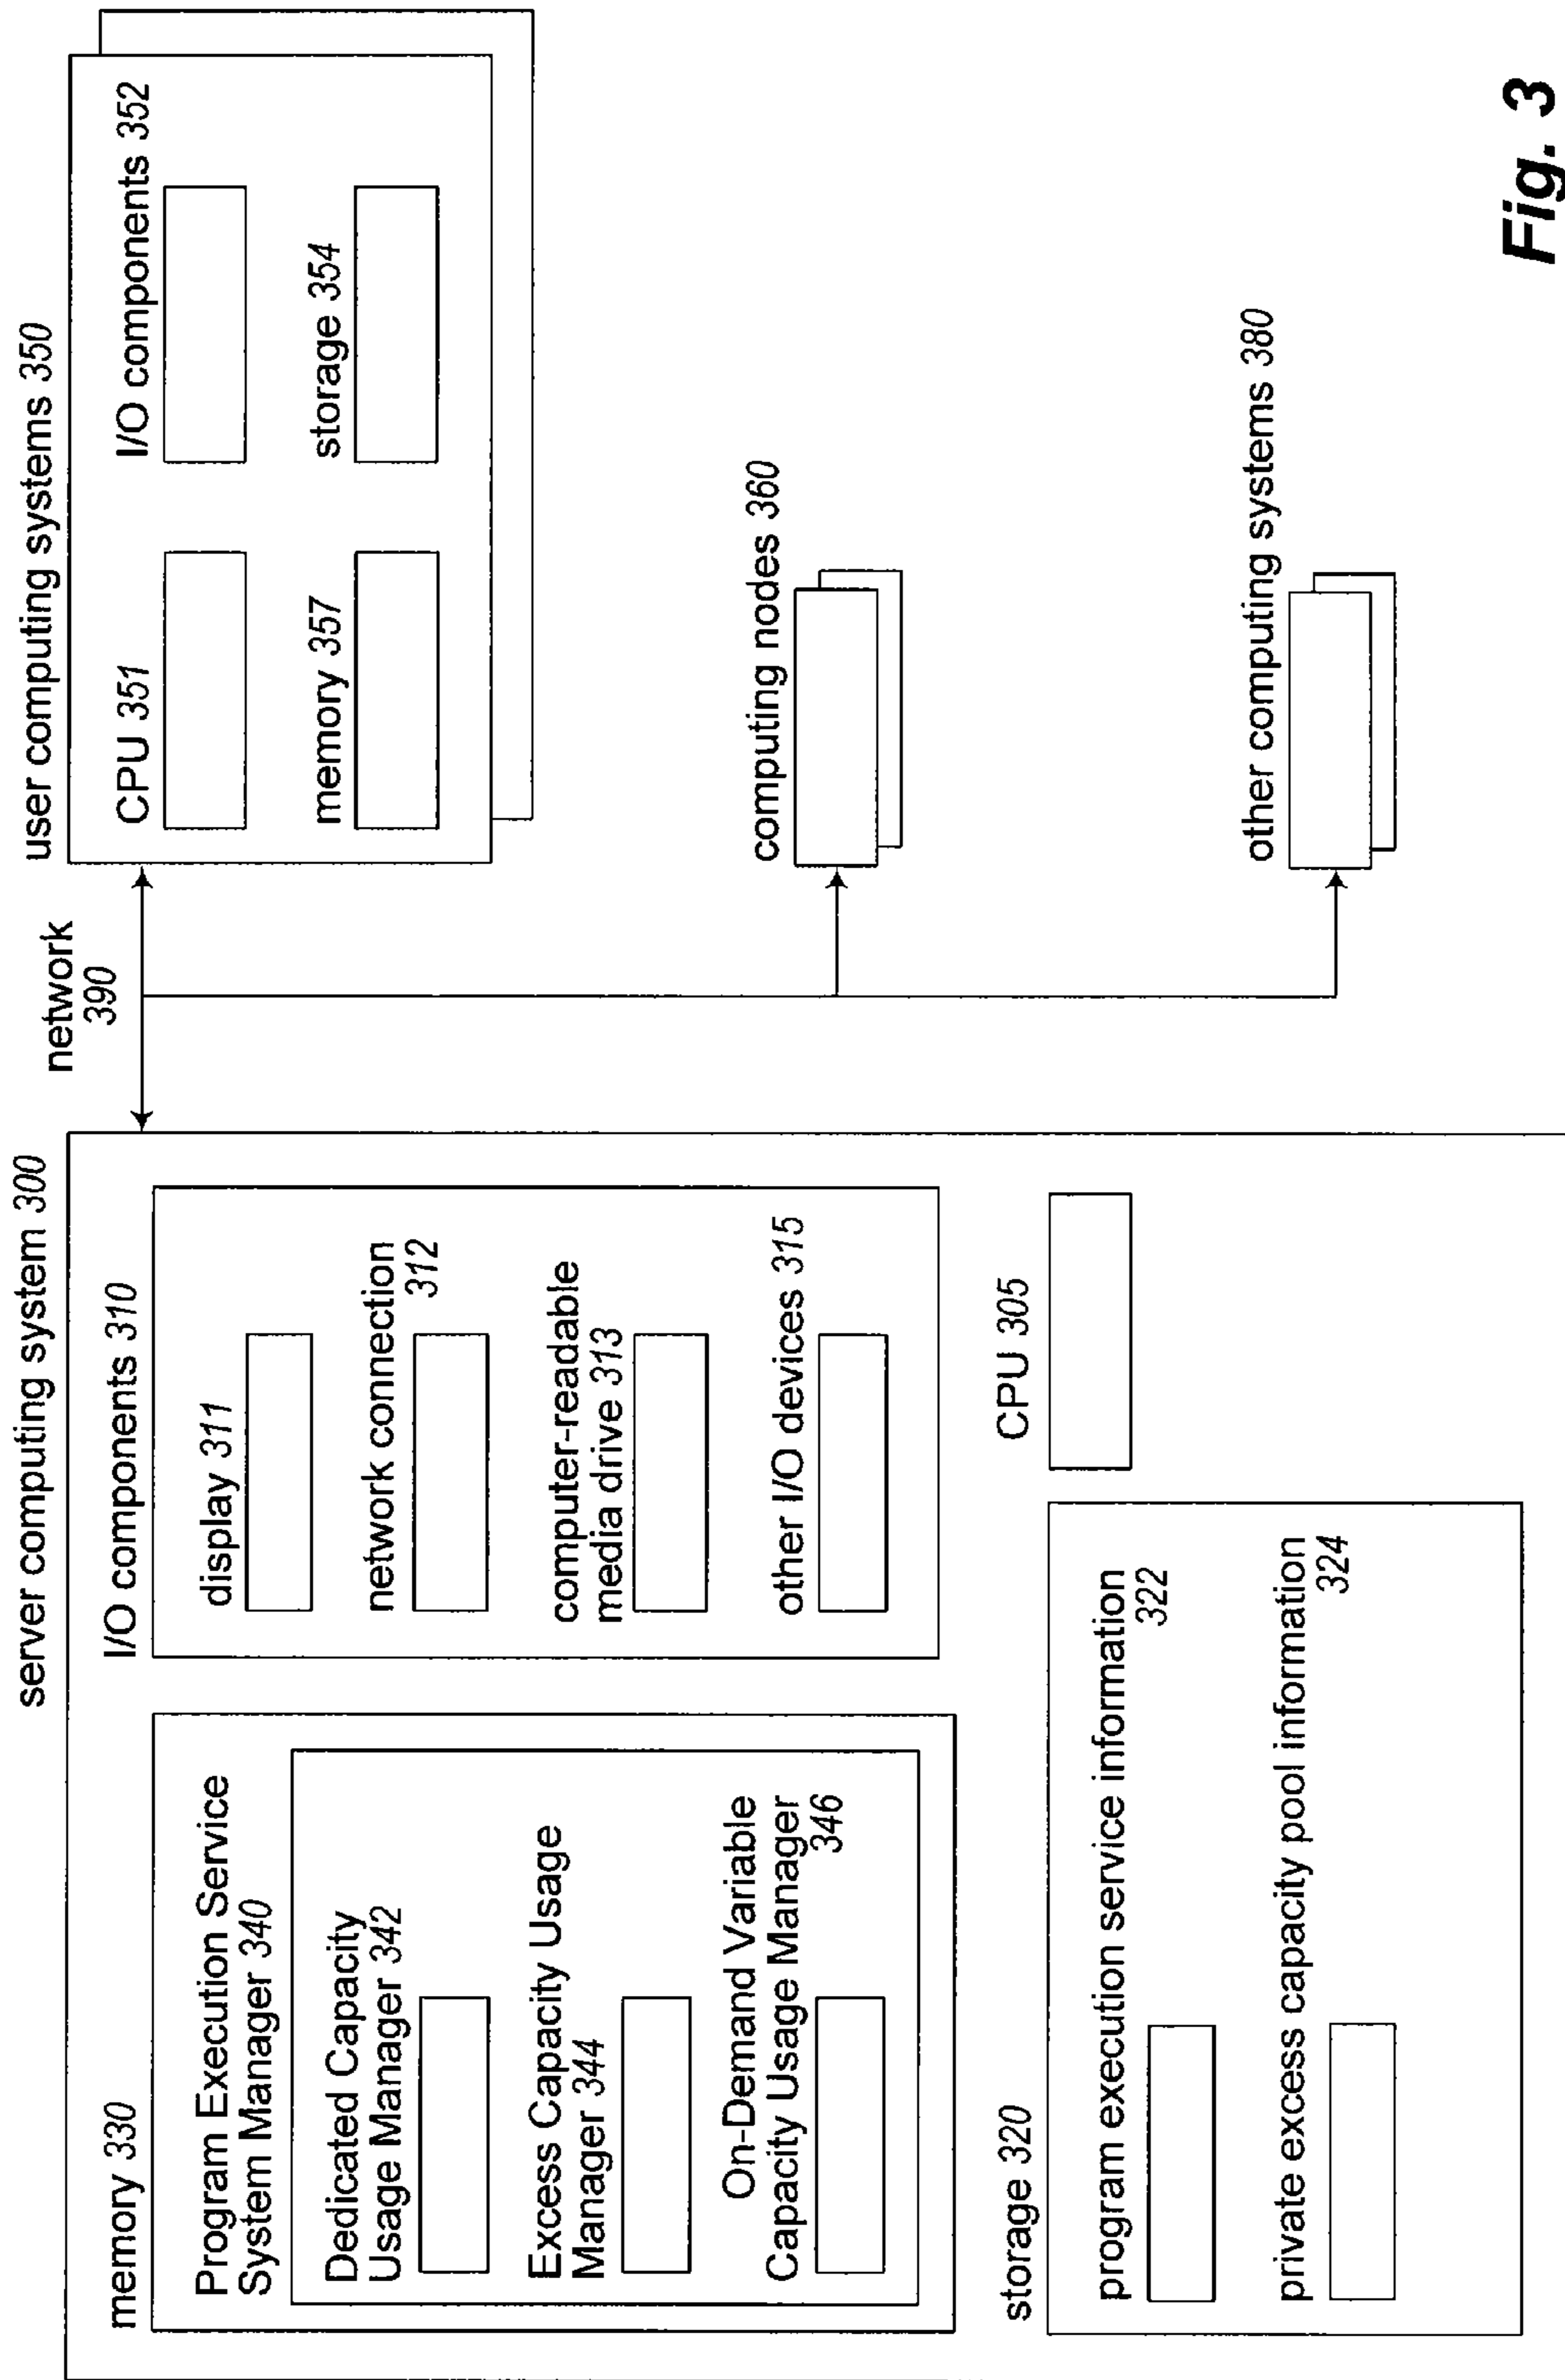 server computing system 300
memory 330
Program Execution Service
System Manager 340
Dedicated Capacity
Usage Manager 342
Excess Capacity Usage
Manager 344
On-Demand Variable
Capacity Usage Manager
346
I/O components 310
display 311
network connection
312
computer-readable
media drive 313
other I/O devices 315
storage 320
program execution service information
322
private excess capacity pool information
324
CPU 305
network
390
user computing systems 350
CPU 351
I/O components 352
memory 357
storage 354
computing nodes 360
other computing systems 380
Fig. 3